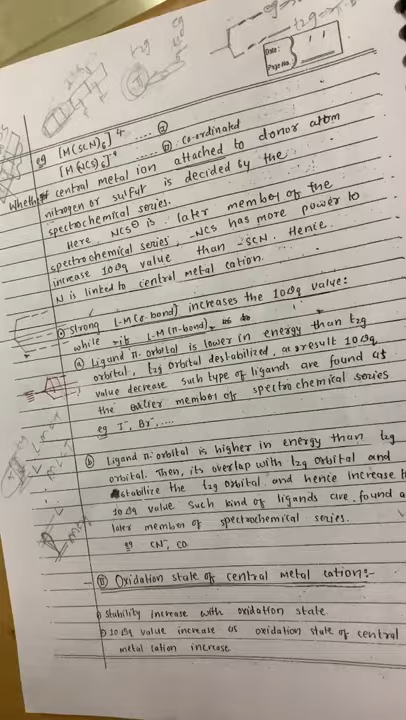 t2g
eg
Date:
Page No.
eg [M(SCN)6]4- .... ⓐ
[M(NCS)6]4- .... ⓑ co-ordinated
Whether central metal ion attached to donor atom
nitrogen or sulfur is decided by the
spectrochemical series.
Here, NCS⊖ is later member of the
spectrochemical series, -NCS has more power to
increase 10Dq value than -SCN. Hence
N is linked to central metal cation.
Strong L-M(σ-bond) increases the 10Dq value:
while L-M(π-bond)
ⓐ Ligand π-orbital is lower in energy than t2g
orbital, t2g orbital destabilized, as result 10Dq
value decrease such type of ligands are found as
the earlier member of spectrochemical series
eg I-, Br-, ....
ⓑ Ligand π-orbital is higher in energy than t2g
orbital. Then, its overlap with t2g orbital and
stabilize the t2g orbital and hence increase t
10Dq value such kind of ligands are found a
later member of spectrochemical series.
eg CN-, CO
Oxidation state of central metal cation:-
Stability increase with oxidation state.
10Dq value increase as oxidation state of central
metal cation increase